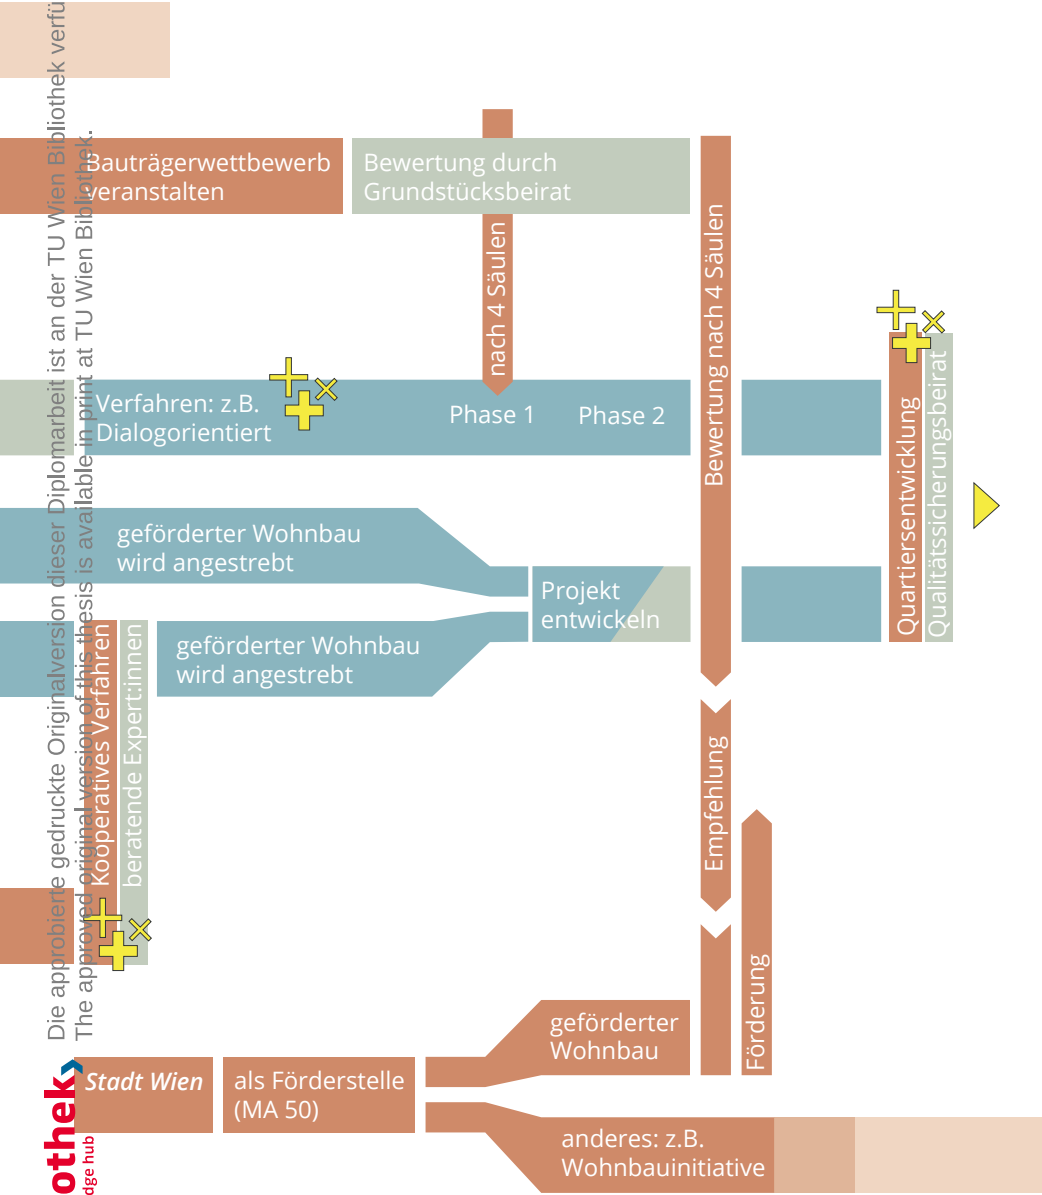 Bauträgerwettbewerb
veranstalten
Bewertung durch
Grundstücksbeirat
nach 4 Säulen
Bewertung nach 4 Säulen
Verfahren: z.B.
Dialogorientiert
Phase 1
Phase 2
Quartiersentwicklung
Qualitätssicherungsbeirat
geförderter Wohnbau
wird angestrebt
Projekt
entwickeln
geförderter Wohnbau
wird angestrebt
Kooperatives Verfahren
beratende Expert:innen
Empfehlung
Förderung
geförderter
Wohnbau
Stadt Wien
als Förderstelle
(MA 50)
anderes: z.B.
Wohnbauinitiative
Die approbierte gedruckte Originalversion dieser Diplomarbeit ist an der TU Wien Bibliothek verfü
The approved original version of this thesis is available in print at TU Wien Bibliothek.
othek
dge hub